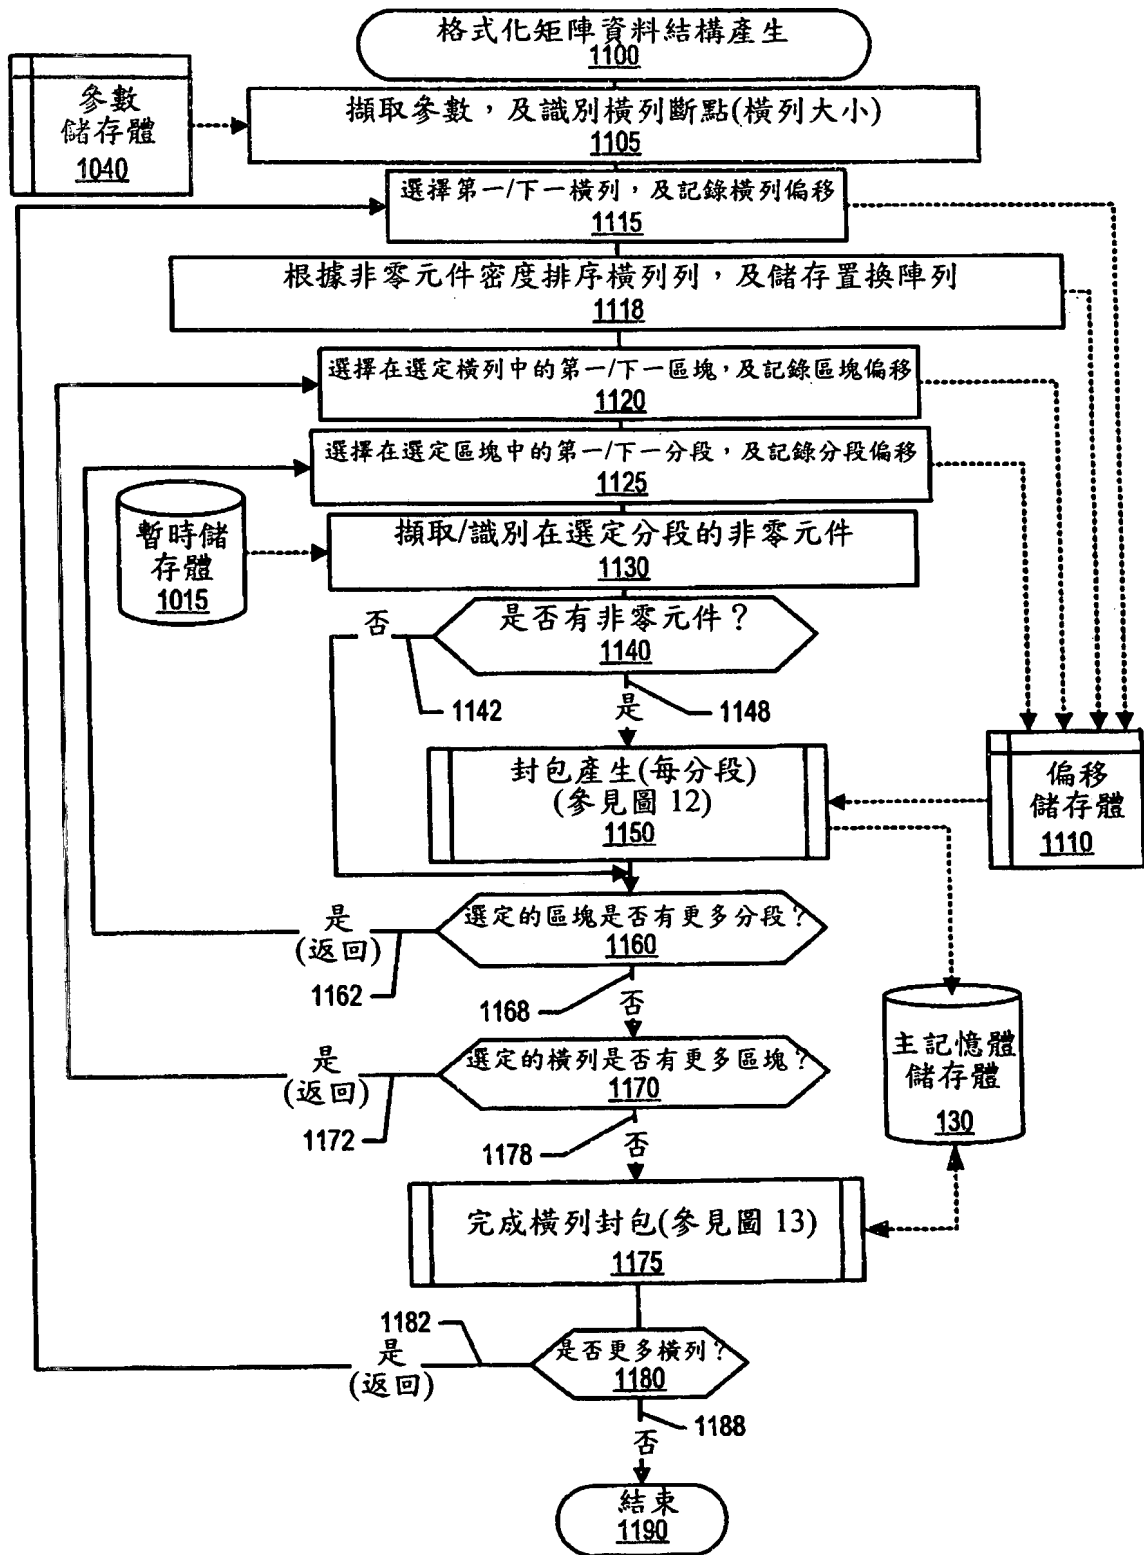 格式化矩陣資料結構產生
1100
參數
儲存體
1040
擷取參數，及識別橫列斷點(橫列大小)
1105
選擇第一/下一橫列，及記錄橫列偏移
1115
根據非零元件密度排序橫列列，及儲存置換陣列
1118
選擇在選定橫列中的第一/下一區塊，及記錄區塊偏移
1120
選擇在選定區塊中的第一/下一分段，及記錄分段偏移
1125
暫時儲
存體
1015
擷取/識別在選定分段的非零元件
1130
否
是否有非零元件？
1140
1142
1148
是
封包產生(每分段)
(參見圖 12)
1150
偏移
儲存體
1110
是
(返回)
選定的區塊是否有更多分段？
1160
1162
1168
否
是
(返回)
選定的橫列是否有更多區塊？
1170
主記憶體
儲存體
130
1172
1178
否
完成橫列封包(參見圖 13)
1175
1182
是
(返回)
是否更多橫列？
1180
1188
否
結束
1190